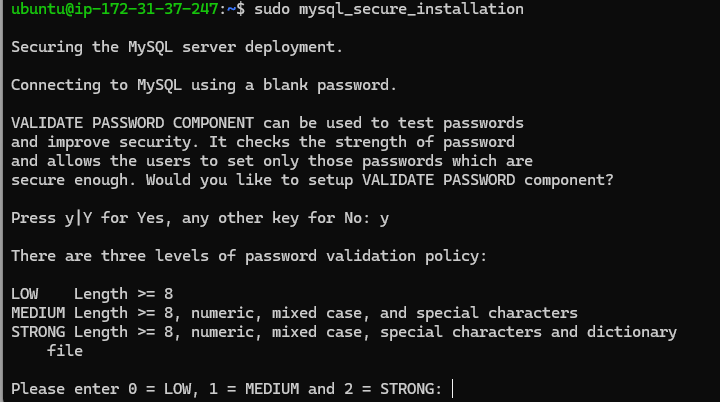 ubuntu@ip-172-31-37-247:~$ sudo mysql_secure_installation
Securing the MySQL server deployment.
Connecting to MySQL using a blank password.
VALIDATE PASSWORD COMPONENT can be used to test passwords
and improve security. It checks the strength of password
and allows the users to set only those passwords which are
secure enough. Would you like to setup VALIDATE PASSWORD component?
Press y|Y for Yes, any other key for No: y
There are three levels of password validation policy:
LOW    Length >= 8
MEDIUM Length >= 8, numeric, mixed case, and special characters
STRONG Length >= 8, numeric, mixed case, special characters and dictionary
    file
Please enter 0 = LOW, 1 = MEDIUM and 2 = STRONG: